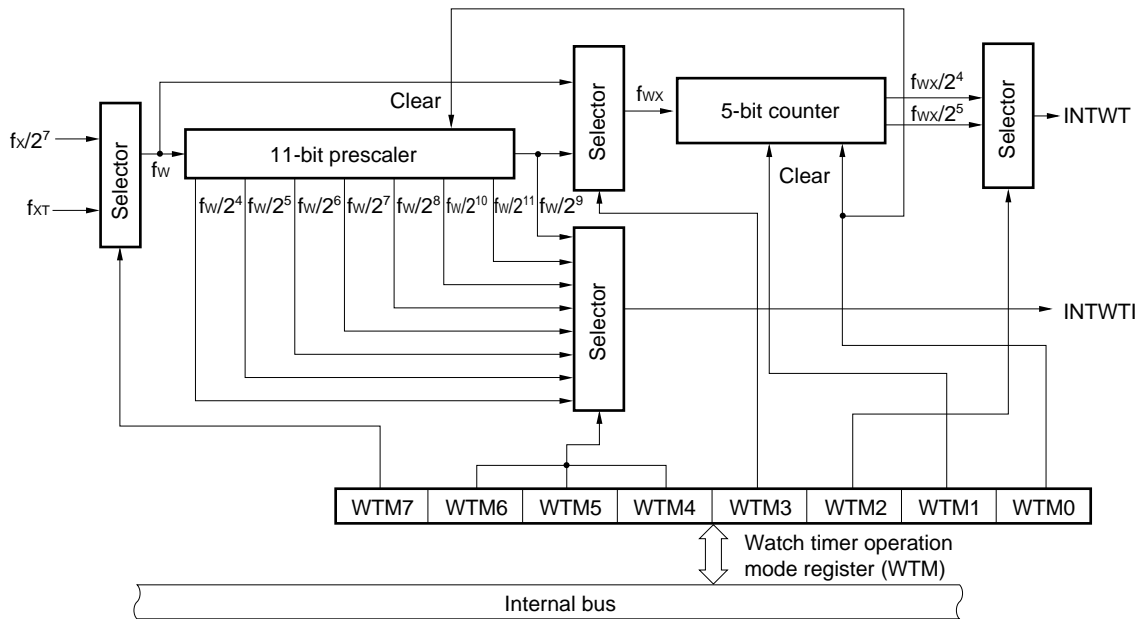 Clear
fX/2^7
fXT
Selector
fW
11-bit prescaler
fW/2^4 fW/2^5 fW/2^6 fW/2^7 fW/2^8 fW/2^10 fW/2^11 fW/2^9
Selector
fWX
5-bit counter
Clear
fWX/2^4
fWX/2^5
Selector
INTWT
Selector
INTWTI
WTM7 WTM6 WTM5 WTM4 WTM3 WTM2 WTM1 WTM0
Watch timer operation
mode register (WTM)
Internal bus